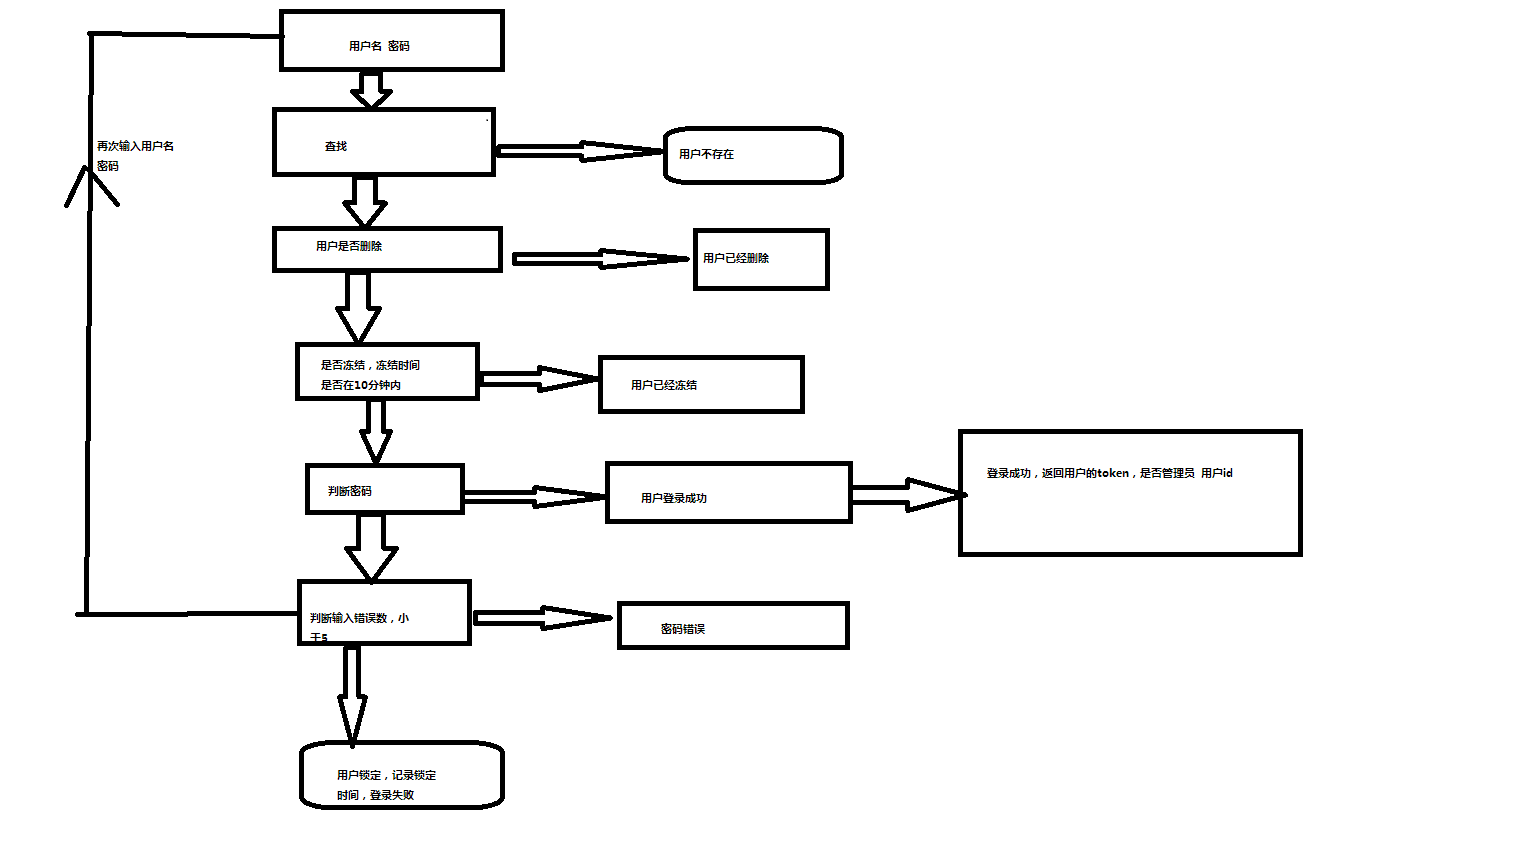 用户名 密码
再次输入用户名
密码
查找
用户不存在
用户是否删除
用户已经删除
是否冻结，冻结时间
是否在10分钟内
用户已经冻结
判断密码
用户登录成功
登录成功，返回用户的token，是否管理员 用户id
判断输入错误数，小
于5
密码错误
用户锁定，记录锁定
时间，登录失败